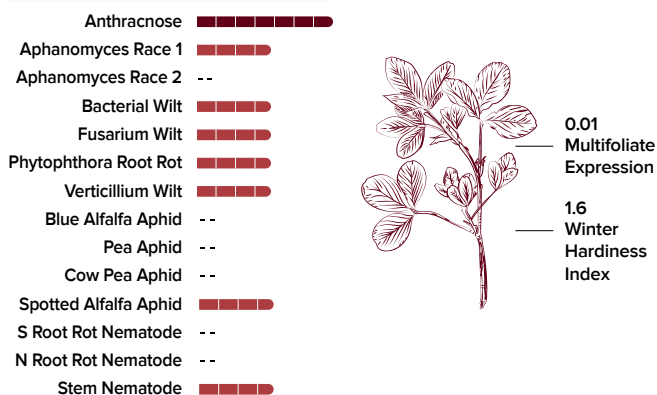 Anthracnose
Aphanomyces Race 1
Aphanomyces Race 2 --
Bacterial Wilt
Fusarium Wilt
Phytophthora Root Rot
Verticillium Wilt
Blue Alfalfa Aphid --
Pea Aphid --
Cow Pea Aphid --
Spotted Alfalfa Aphid
S Root Rot Nematode --
N Root Rot Nematode --
Stem Nematode
0.01
Multifoliate
Expression
1.6
Winter
Hardiness
Index